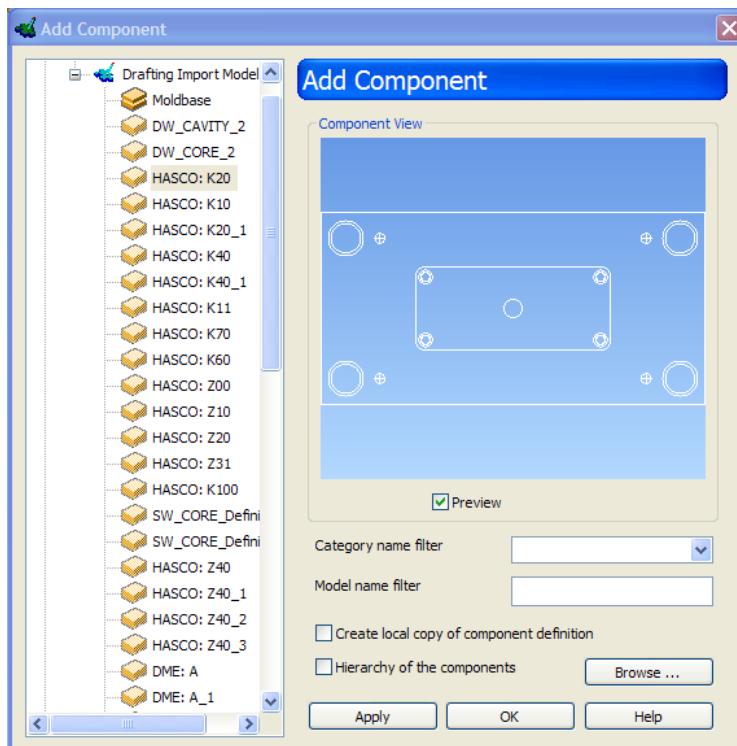 Add Component
Drafting Import Model
Moldbase
DW_CAVITY_2
DW_CORE_2
HASCO: K20
HASCO: K10
HASCO: K20_1
HASCO: K40
HASCO: K40_1
HASCO: K11
HASCO: K70
HASCO: K60
HASCO: Z00
HASCO: Z10
HASCO: Z20
HASCO: Z31
HASCO: K100
SW_CORE_Defini
SW_CORE_Defini
HASCO: Z40
HASCO: Z40_1
HASCO: Z40_2
HASCO: Z40_3
DME: A
DME: A_1
Add Component
Component View
Preview
Category name filter
Model name filter
Create local copy of component definition
Hierarchy of the components
Browse ...
Apply
OK
Help